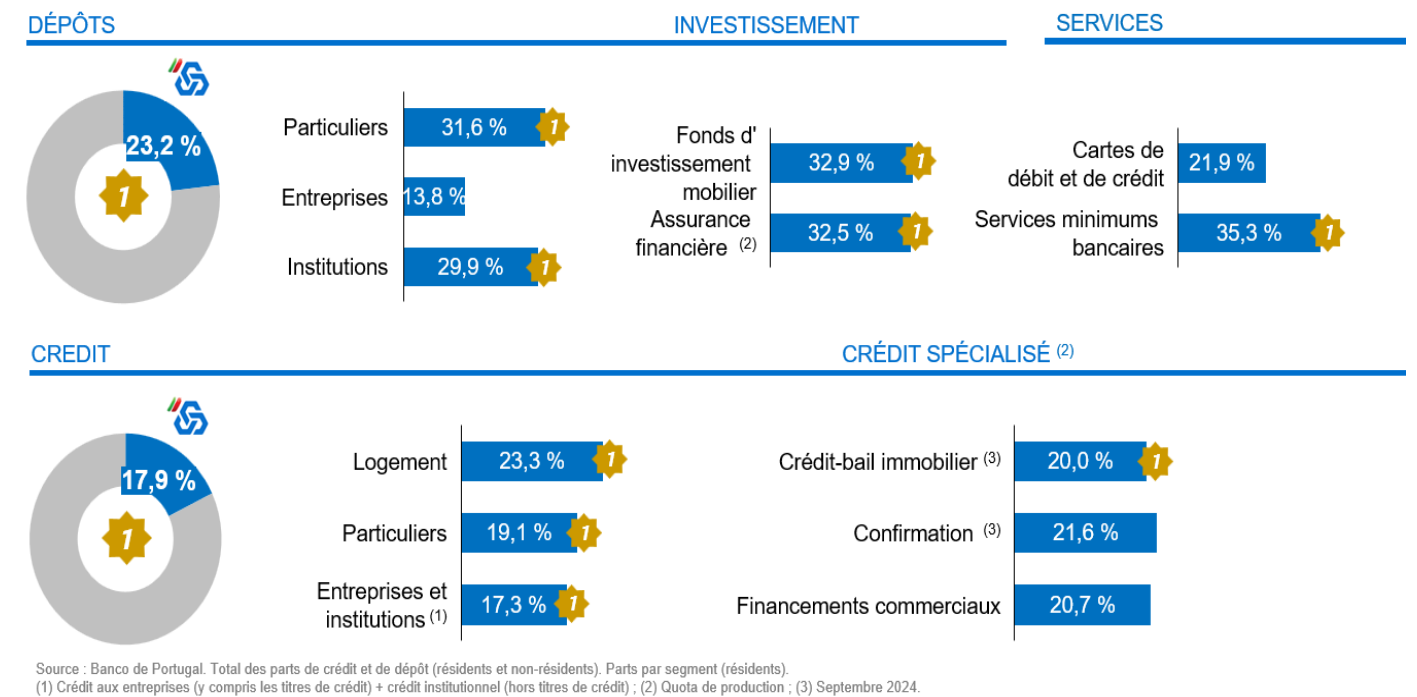 DÉPÔTS
23,2 %
1
Particuliers
31,6 %
1
Entreprises
13,8 %
Institutions
29,9 %
1
INVESTISSEMENT
Fonds d'
investissement
mobilier
32,9 %
1
Assurance
financière (2)
32,5 %
1
SERVICES
Cartes de
débit et de crédit
21,9 %
Services minimums
bancaires
35,3 %
1
CREDIT
17,9 %
1
Logement
23,3 %
1
Particuliers
19,1 %
1
Entreprises et
institutions (1)
17,3 %
1
CRÉDIT SPÉCIALISÉ (2)
Crédit-bail immobilier (3)
20,0 %
1
Confirmation (3)
21,6 %
Financements commerciaux
20,7 %
Source : Banco de Portugal. Total des parts de crédit et de dépôt (résidents et non-résidents). Parts par segment (résidents).
(1) Crédit aux entreprises (y compris les titres de crédit) + crédit institutionnel (hors titres de crédit) ; (2) Quota de production ; (3) Septembre 2024.